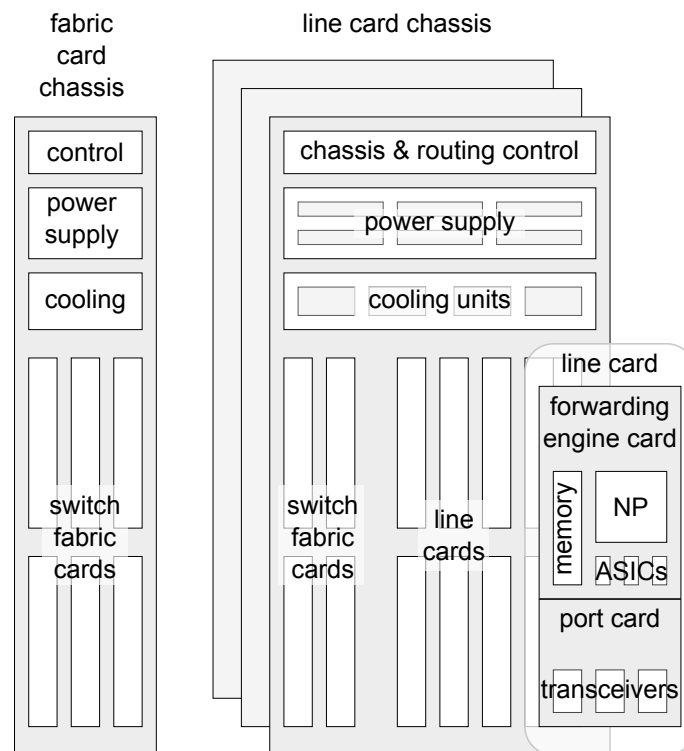 fabric
card
chassis
control
power
supply
cooling
switch
fabric
cards
line card chassis
chassis & routing control
power supply
cooling units
switch
fabric
cards
line
cards
line card
forwarding
engine card
memory
NP
ASICs
port card
transceivers